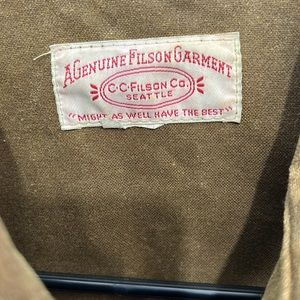 A GENUINE FILSON GARMENT
C·C·FILSON CO.
SEATTLE
"MIGHT AS WELL HAVE THE BEST"